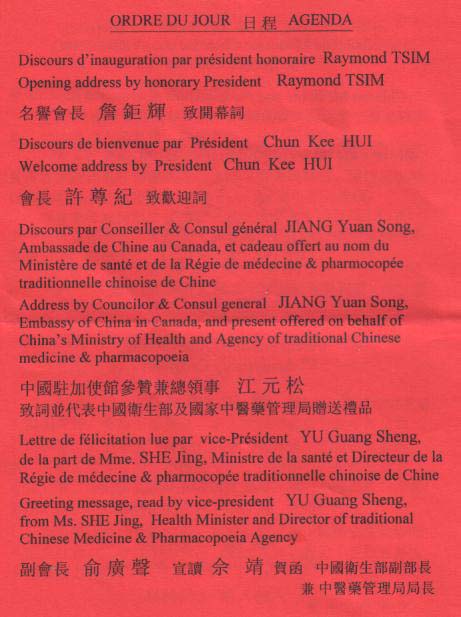 ORDRE DU JOUR 日程 AGENDA
Discours d'inauguration par président honoraire Raymond TSIM
Opening address by honorary President Raymond TSIM
名譽會長 詹鉅輝 致開幕詞
Discours de bienvenue par Président Chun Kee HUI
Welcome address by President Chun Kee HUI
會長 許尊紀 致歡迎詞
Discours par Conseiller & Consul général JIANG Yuan Song,
Ambassade de Chine au Canada, et cadeau offert au nom du
Ministère de santé et de la Régie de médecine & pharmocopée
traditionnelle chinoise de Chine
Address by Councilor & Consul general JIANG Yuan Song,
Embassy of China in Canada, and present offered on behalf of
China's Ministry of Health and Agency of traditional Chinese
medicine & pharmacopoeia
中國駐加使館參贊兼總領事 江元松
致詞並代表中國衛生部及國家中醫藥管理局贈送禮品
Lettre de félicitation lue par vice-Président YU Guang Sheng,
de la part de Mme. SHE Jing, Ministre de la santé et Directeur de la
Régie de médecine & pharmocopée traditionnelle chinoise de Chine
Greeting message, read by vice-president YU Guang Sheng,
from Ms. SHE Jing, Health Minister and Director of traditional
Chinese Medicine & Pharmacopoeia Agency
副會長 俞廣聲 宣讀 佘靖 賀函 中國衛生部副部長
兼中醫藥管理局局長